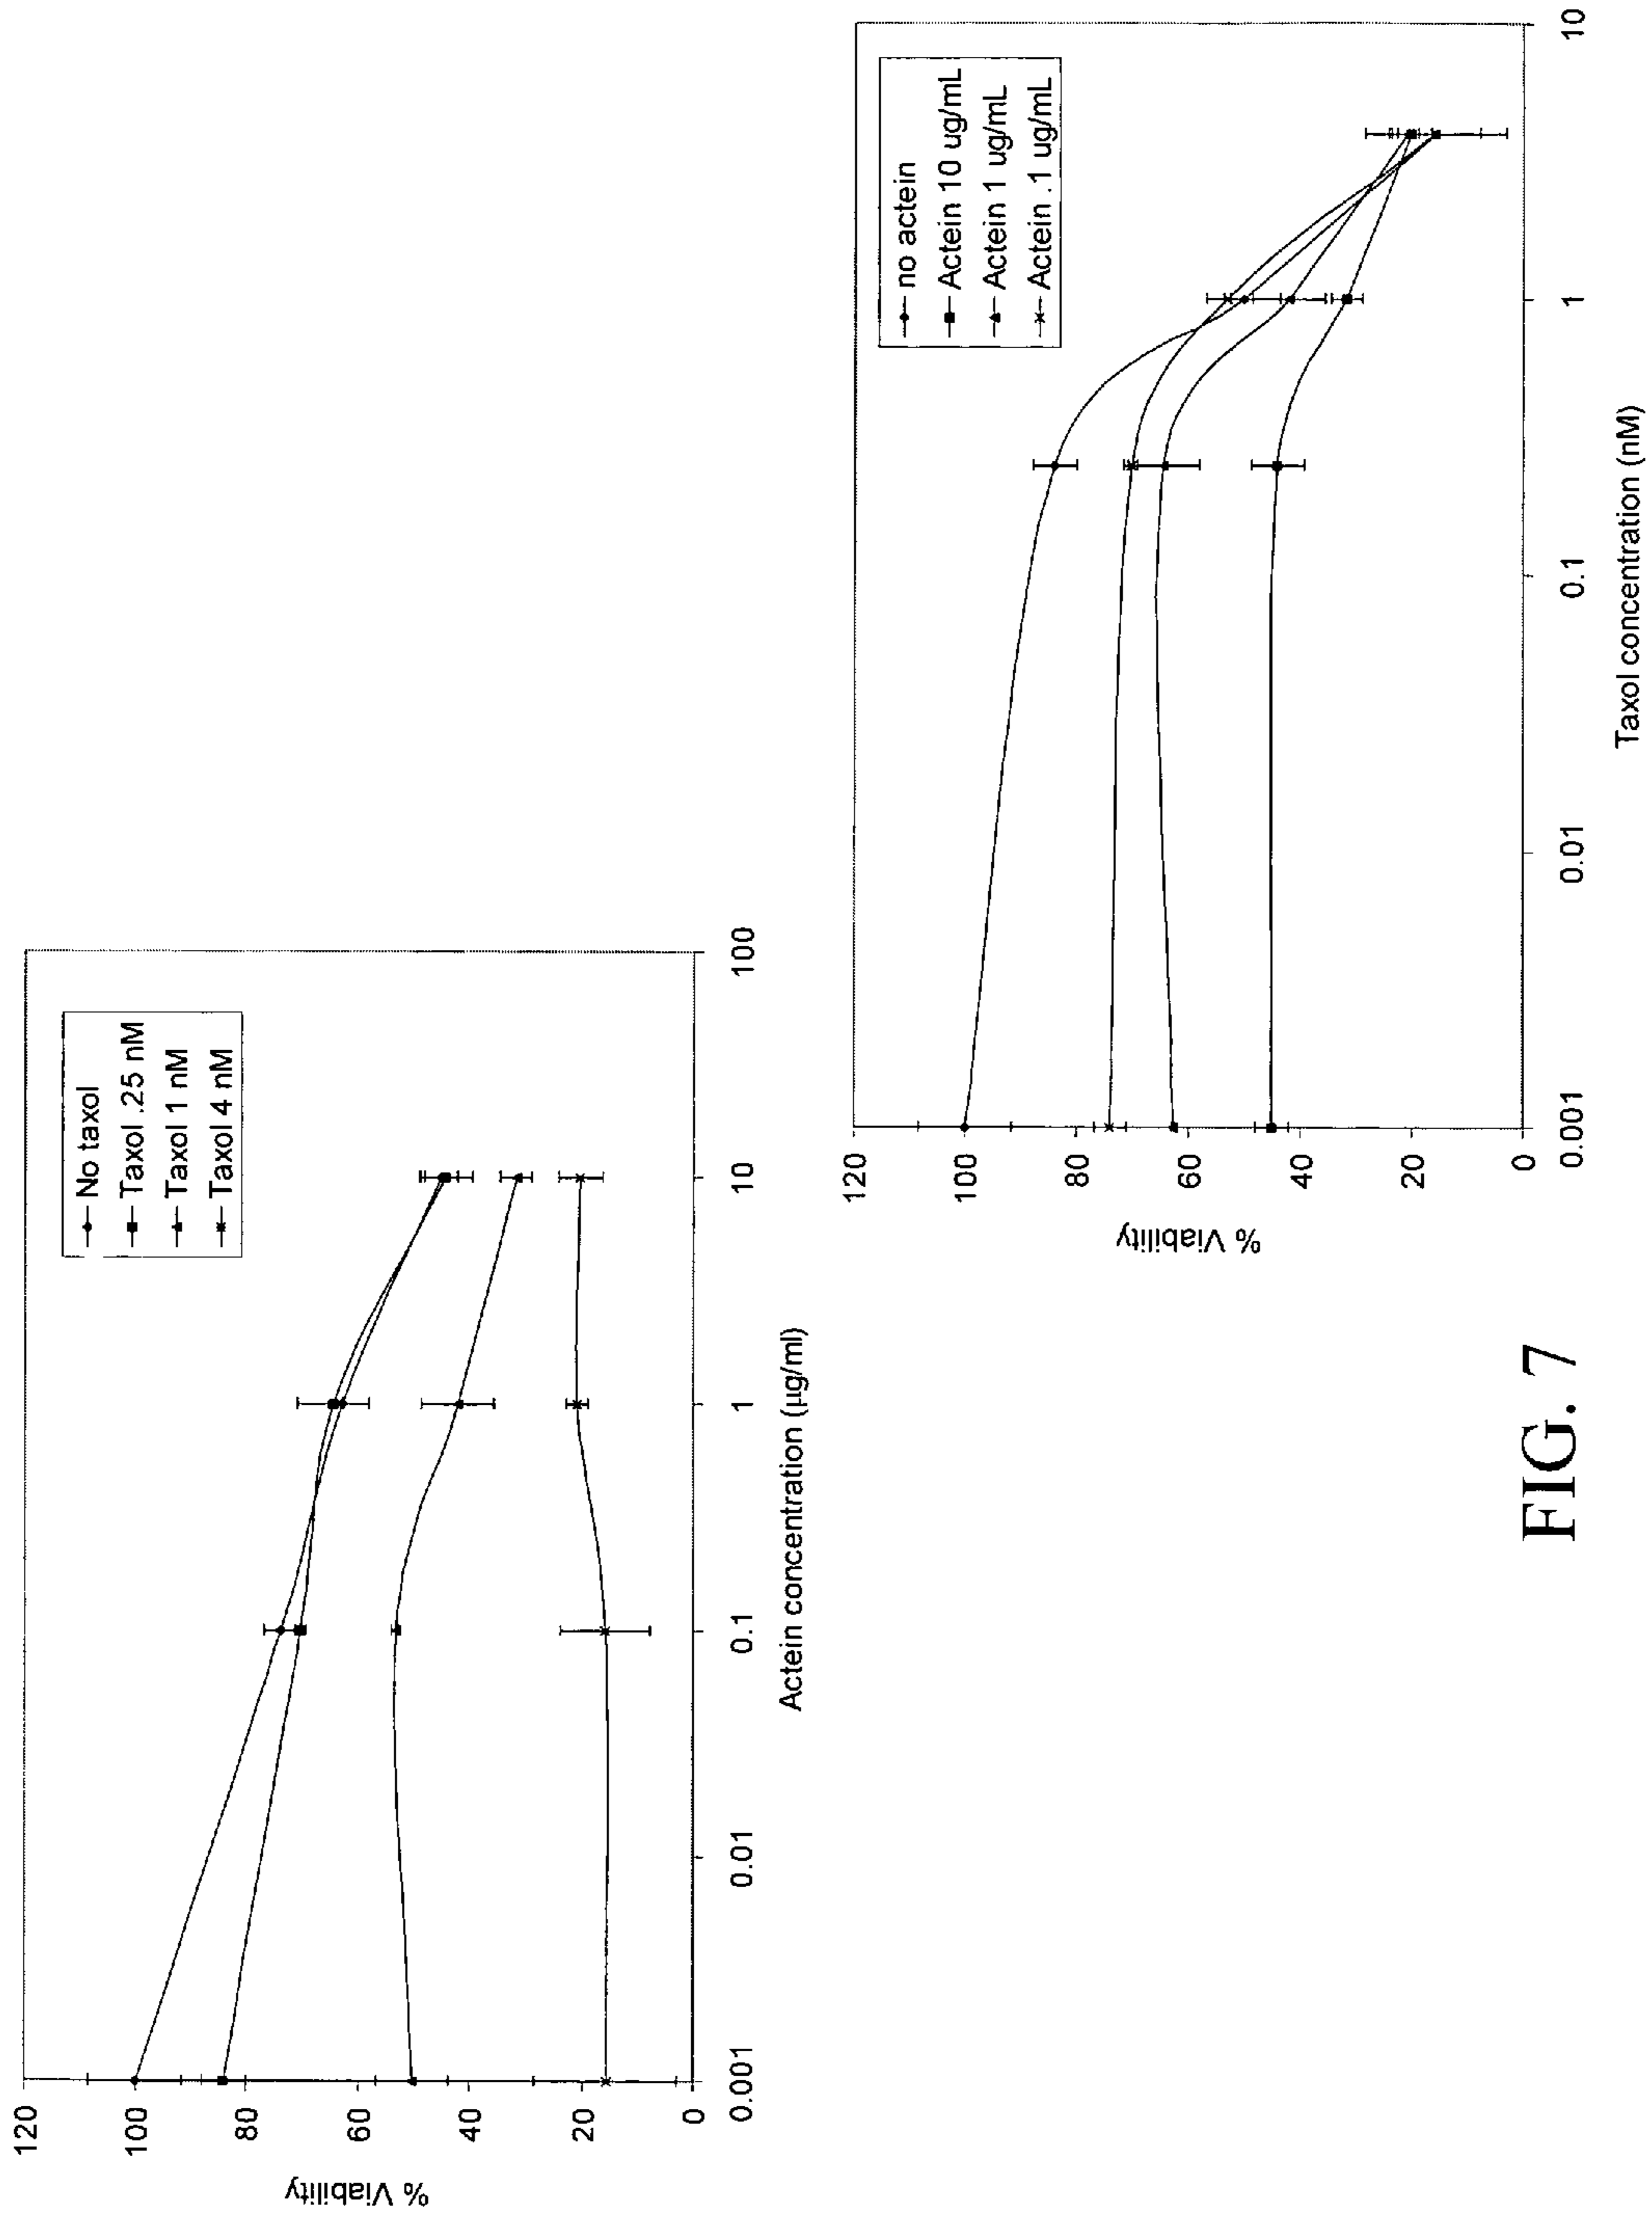 120
100
80
60
40
20
0
% Viability
0.001
0.01
0.1
1
10
100
Actein concentration (µg/ml)
No taxol
Taxol .25 nM
Taxol 1 nM
Taxol 4 nM
120
100
80
60
40
20
0
% Viability
0.001
0.01
0.1
1
10
Taxol concentration (nM)
no actein
Actein 10 ug/mL
Actein 1 ug/mL
Actein .1 ug/mL
FIG. 7